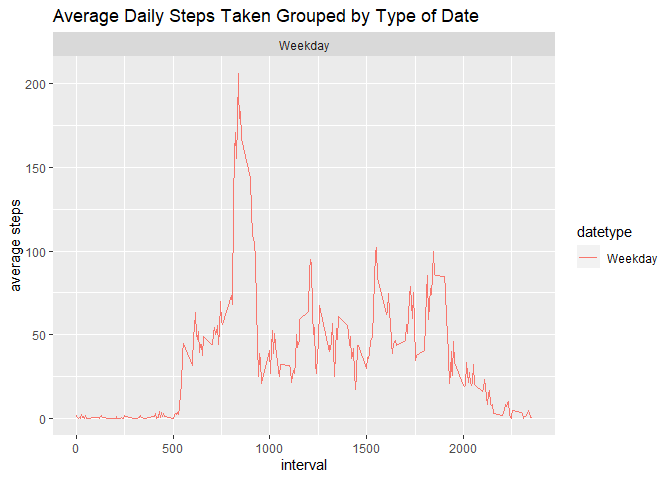 Average Daily Steps Taken Grouped by Type of Date
Weekday
200
150
100
50
0
average steps
0
500
1000
1500
2000
interval
datetype
Weekday